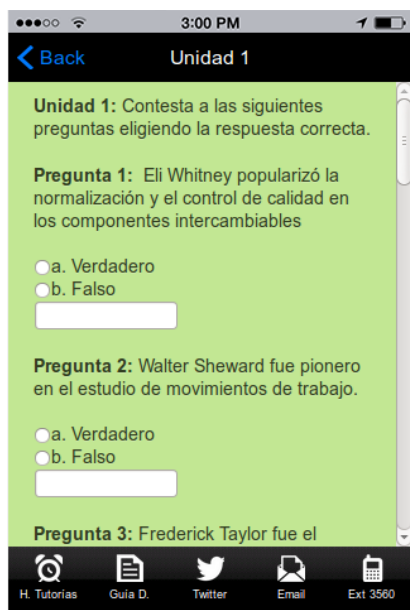 3:00 PM
Back
Unidad 1
Unidad 1: Contesta a las siguientes
preguntas eligiendo la respuesta correcta.
Pregunta 1: Eli Whitney popularizó la
normalización y el control de calidad en
los componentes intercambiables
a. Verdadero
b. Falso
Pregunta 2: Walter Sheward fue pionero
en el estudio de movimientos de trabajo.
a. Verdadero
b. Falso
Pregunta 3: Frederick Taylor fue el
H. Tutorías Guía D. Twitter Email Ext 3560